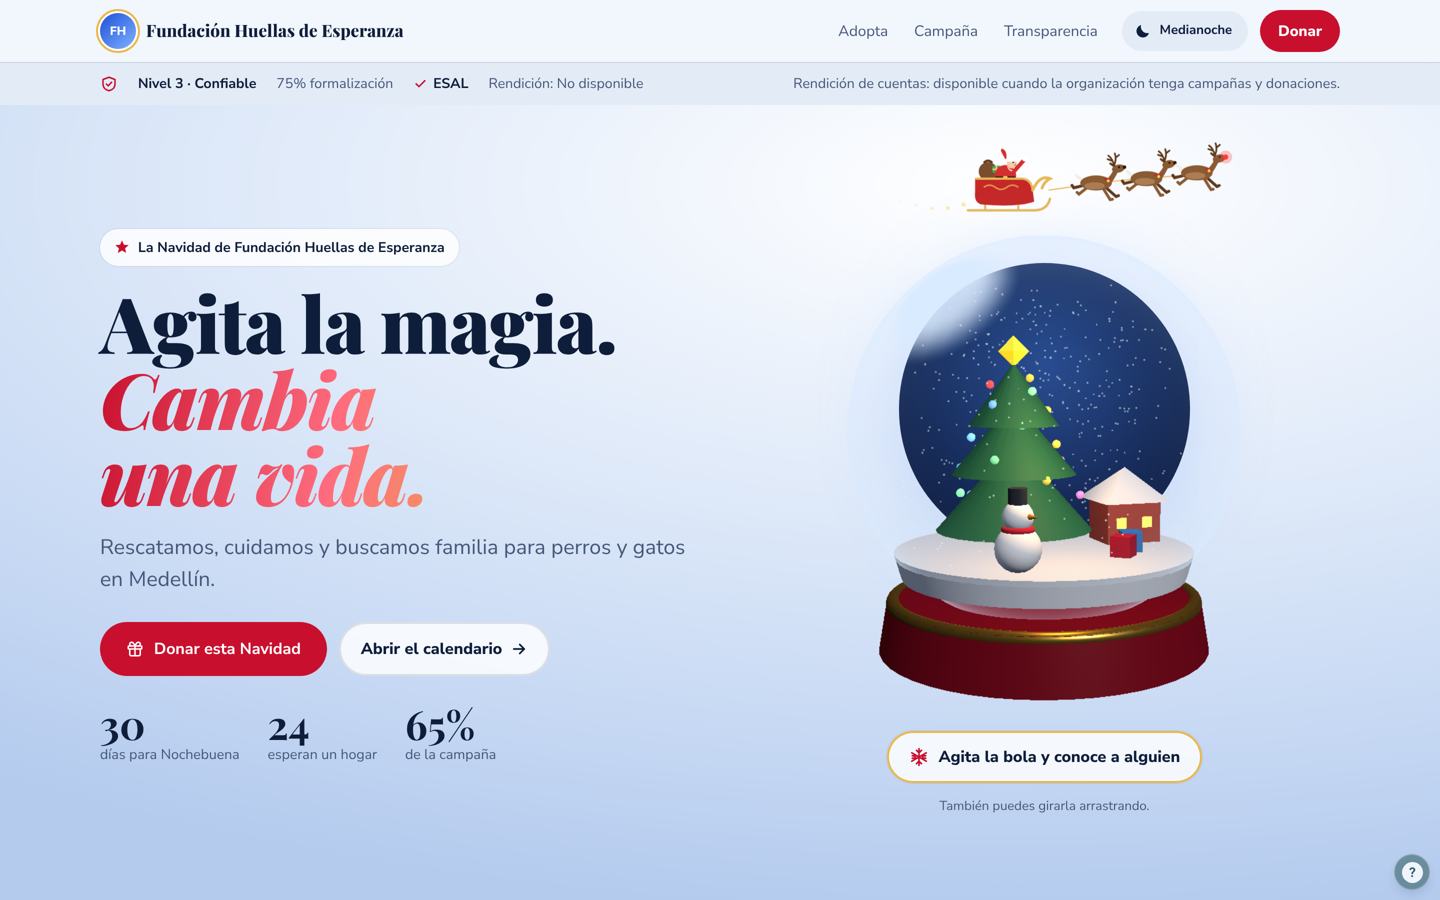 FH
Fundación Huellas de Esperanza
Adopta
Campaña
Transparencia
Medianoche
Donar
Nivel 3 · Confiable
75% formalización
ESAL
Rendición: No disponible
Rendición de cuentas: disponible cuando la organización tenga campañas y donaciones.
La Navidad de Fundación Huellas de Esperanza
Agita la magia.
Cambia
una vida.
Rescatamos, cuidamos y buscamos familia para perros y gatos
en Medellín.
Donar esta Navidad
Abrir el calendario
30
días para Nochebuena
24
esperan un hogar
65%
de la campaña
Agita la bola y conoce a alguien
También puedes girarla arrastrando.
?